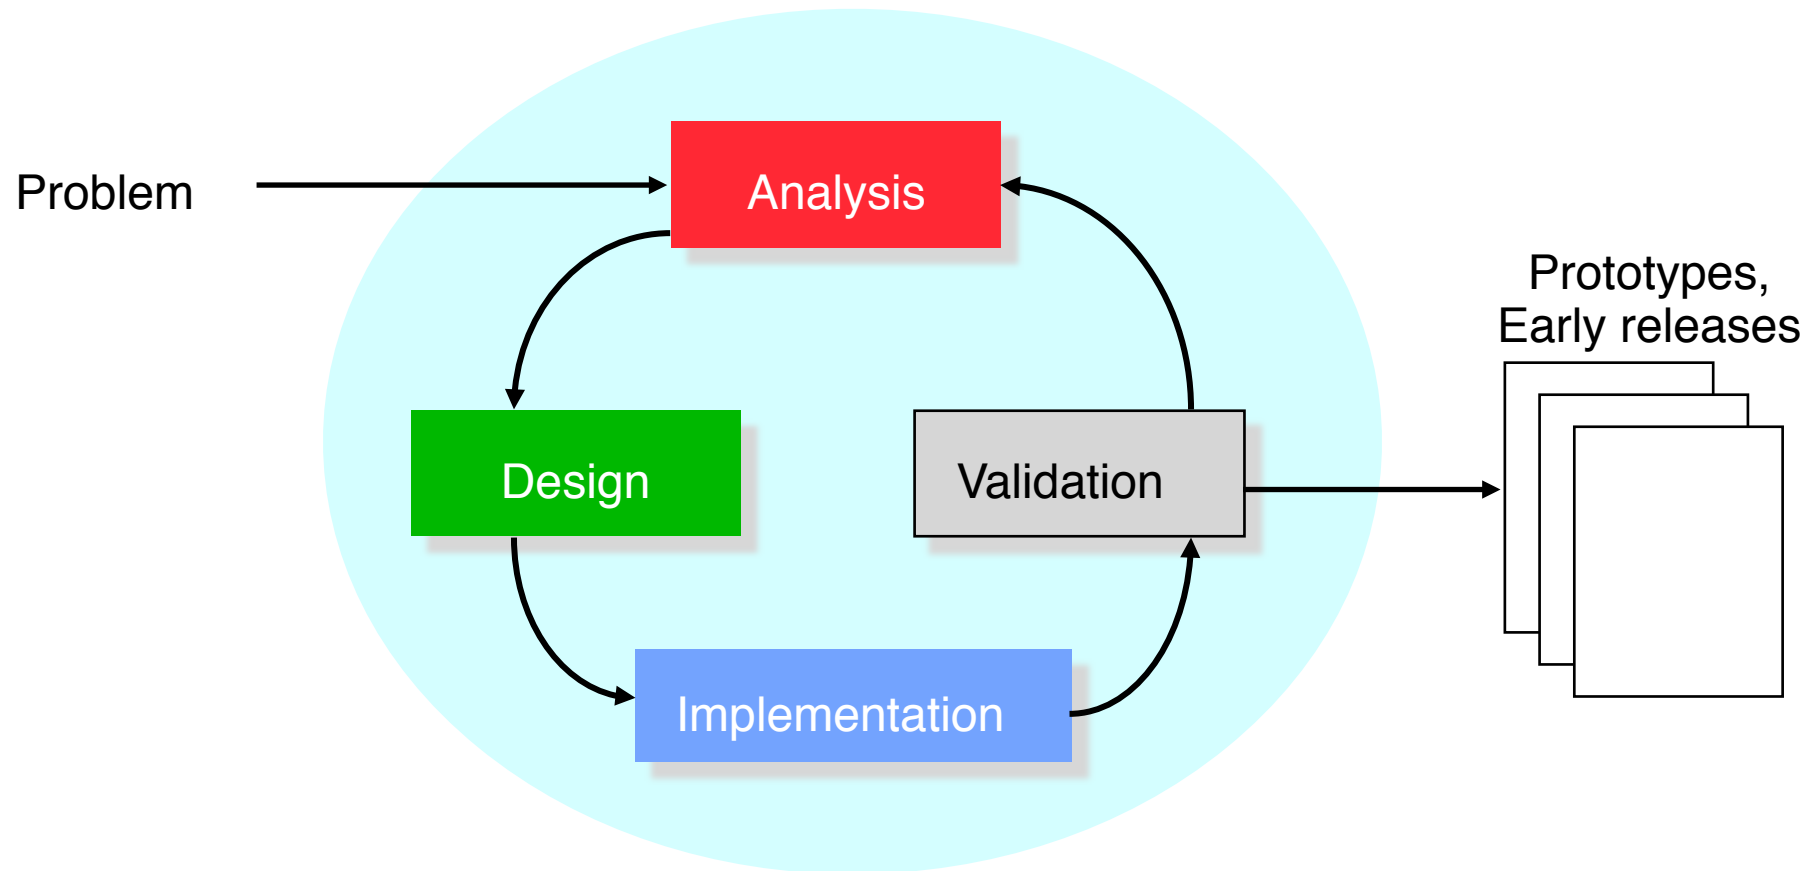 Problem
Analysis
Prototypes,
Early releases
Design
Validation
Implementation